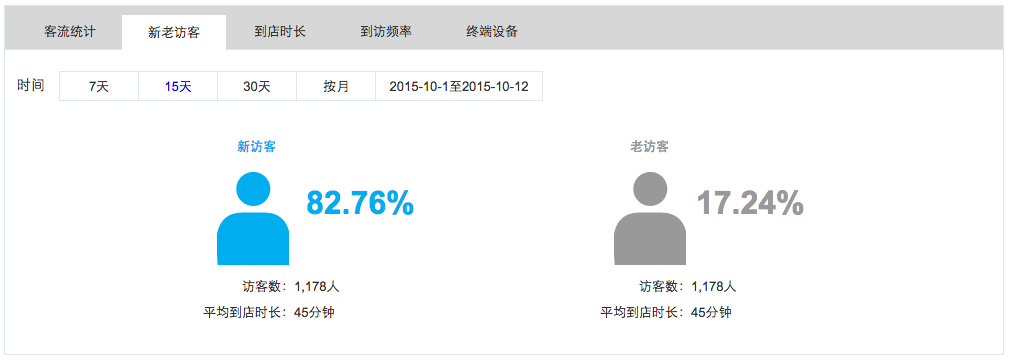 客流统计 新老访客 到店时长 到访频率 终端设备
时间 7天 15天 30天 按月 2015-10-1至2015-10-12
新访客 老访客
82.76% 17.24%
访客数：1,178人 访客数：1,178人
平均到店时长：45分钟 平均到店时长：45分钟